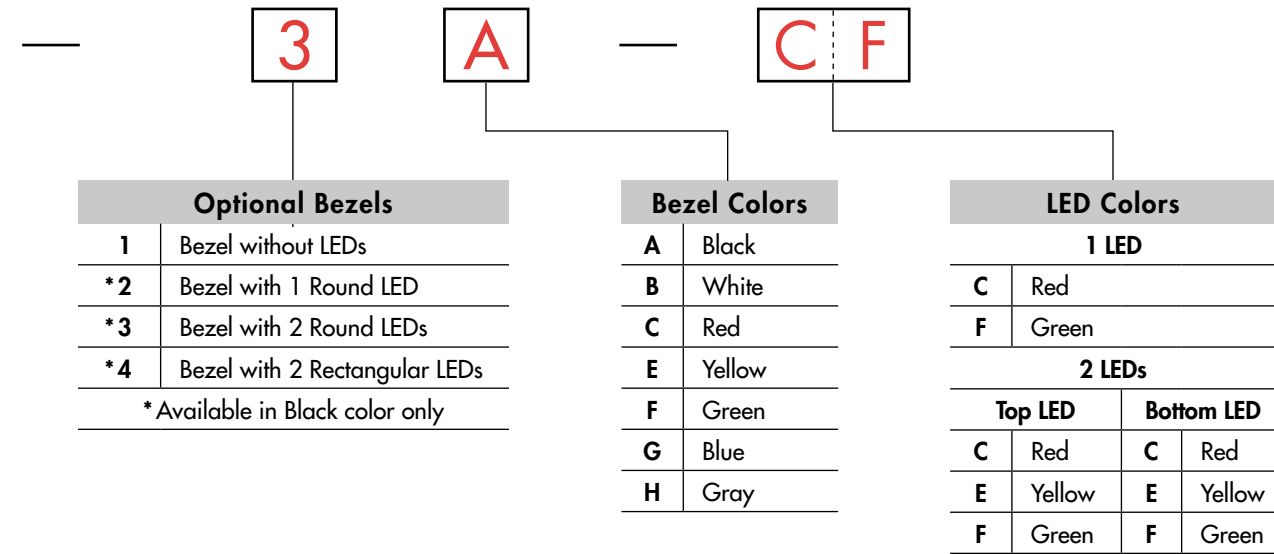 — 3 A — C F
Optional Bezels
1 Bezel without LEDs
*2 Bezel with 1 Round LED
*3 Bezel with 2 Round LEDs
*4 Bezel with 2 Rectangular LEDs
*Available in Black color only
Bezel Colors
A Black
B White
C Red
E Yellow
F Green
G Blue
H Gray
LED Colors
1 LED
C Red
F Green
2 LEDs
Top LED Bottom LED
C Red C Red
E Yellow E Yellow
F Green F Green